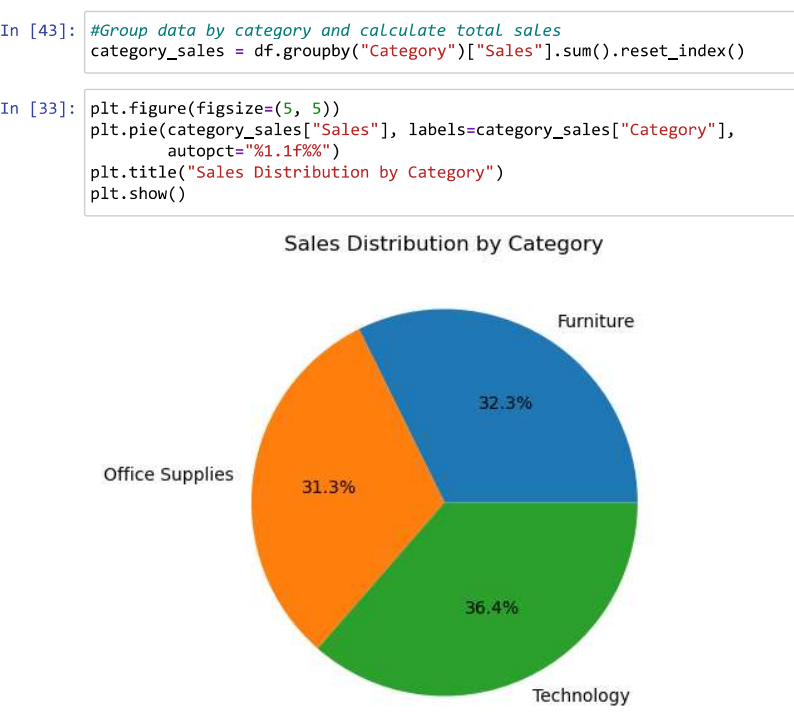 In [43]: #Group data by category and calculate total sales
category_sales = df.groupby("Category")["Sales"].sum().reset_index()
In [33]: plt.figure(figsize=(5, 5))
plt.pie(category_sales["Sales"], labels=category_sales["Category"],
autopct="%1.1f%%")
plt.title("Sales Distribution by Category")
plt.show()
Sales Distribution by Category
Furniture
32.3%
Office Supplies
31.3%
36.4%
Technology